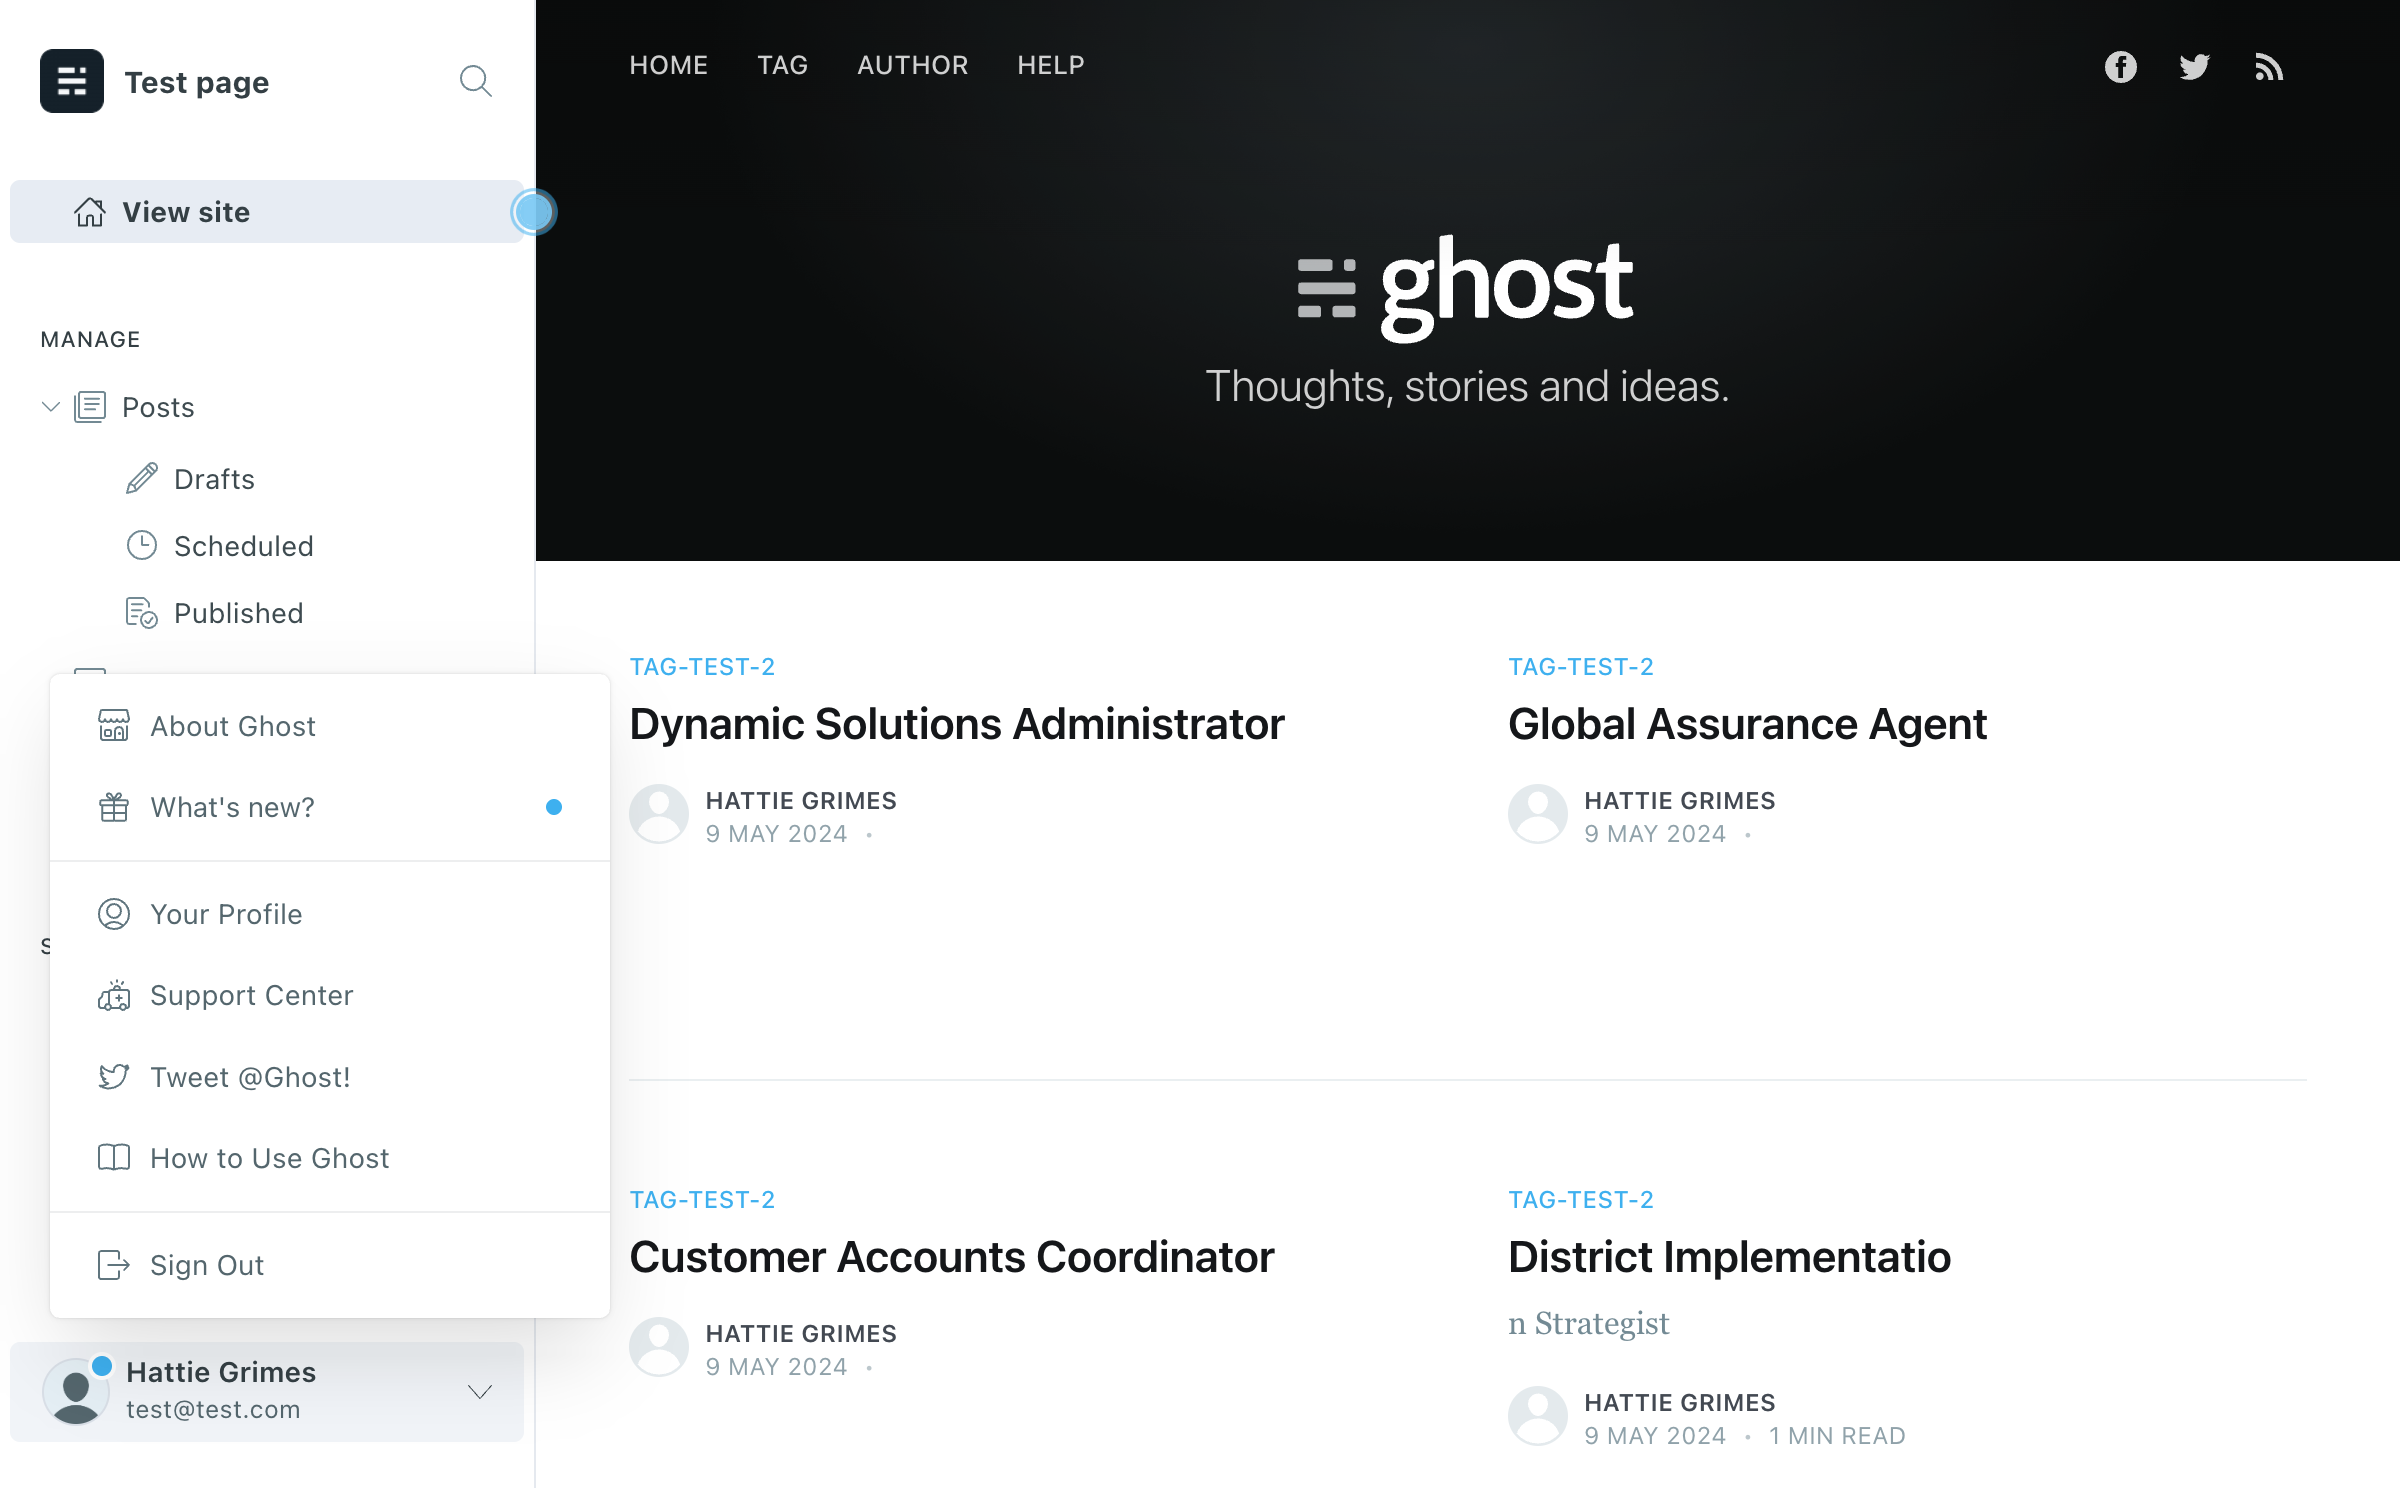 Test page
View site
MANAGE
Posts
Drafts
Scheduled
Published
S
About Ghost
What's new?
Your Profile
Support Center
Tweet @Ghost!
How to Use Ghost
Sign Out
Hattie Grimes
test@test.com
HOME TAG AUTHOR HELP
ghost
Thoughts, stories and ideas.
TAG-TEST-2
Dynamic Solutions Administrator
HATTIE GRIMES
9 MAY 2024 •
TAG-TEST-2
Global Assurance Agent
HATTIE GRIMES
9 MAY 2024 •
TAG-TEST-2
Customer Accounts Coordinator
HATTIE GRIMES
9 MAY 2024 •
TAG-TEST-2
District Implementatio
n Strategist
HATTIE GRIMES
9 MAY 2024 • 1 MIN READ